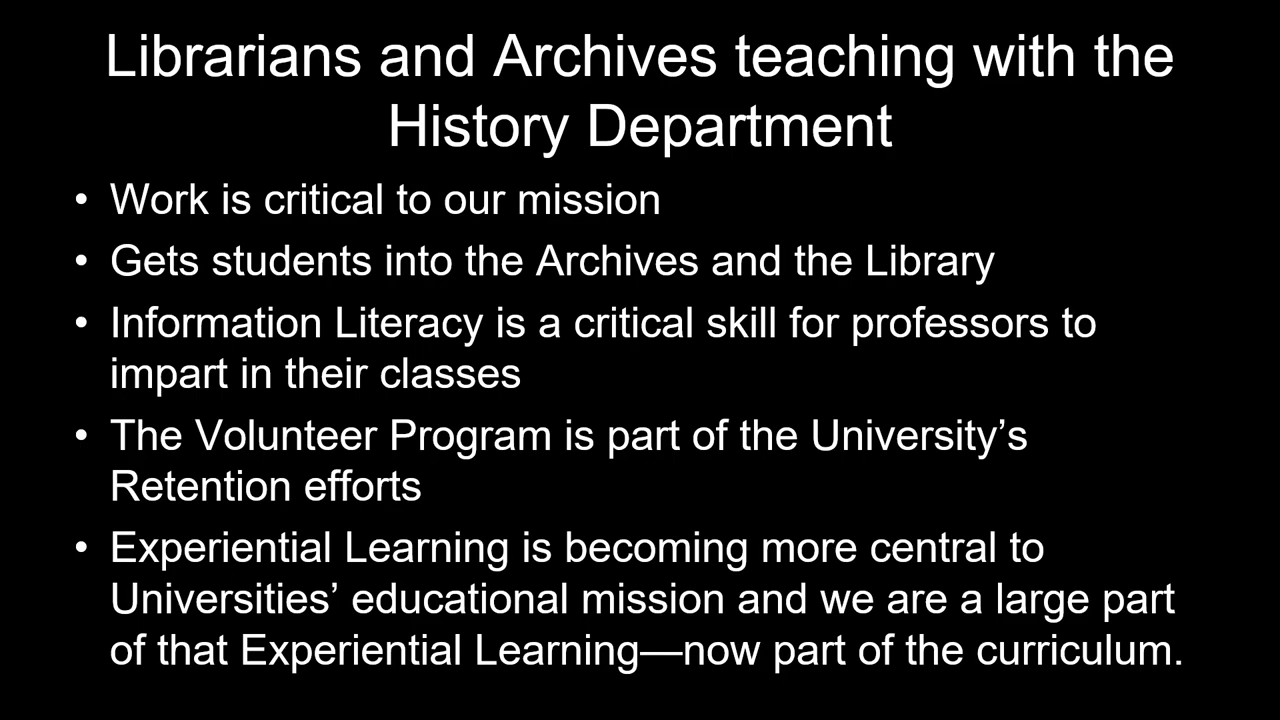 Librarians and Archives teaching with the
History Department
• Work is critical to our mission
• Gets students into the Archives and the Library
• Information Literacy is a critical skill for professors to
impart in their classes
• The Volunteer Program is part of the University’s
Retention efforts
• Experiential Learning is becoming more central to
Universities’ educational mission and we are a large part
of that Experiential Learning—now part of the curriculum.